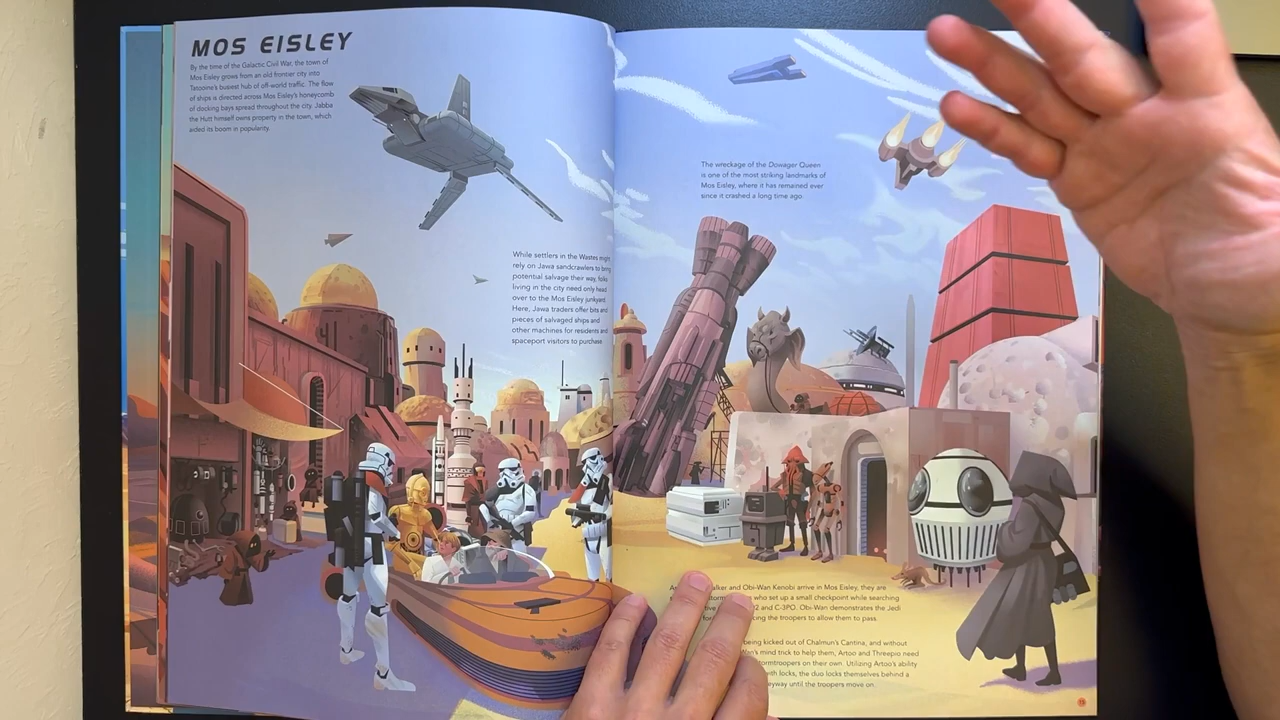 MOS EISLEY
By the time of the Galactic Civil War, the town of
Mos Eisley grows from an old frontier city into
Tatooine's busiest hub of off-world traffic. The flow
of ships is directed across Mos Eisley's honeycomb
of docking bays spread throughout the city. Jabba
the Hutt himself owns property in the town, which
aided its boom in popularity.
While settlers in the Wastes might
rely on Jawa sandcrawlers to bring
potential salvage their way, folks
living in the city need only head
over to the Mos Eisley junkyard.
Here, Jawa traders offer bits and
pieces of salvaged ships and
other machines for residents and
spaceport visitors to purchase.
The wreckage of the Dowager Queen
is one of the most striking landmarks of
Mos Eisley, where it has remained ever
since it crashed a long time ago.
walker and Obi-Wan Kenobi arrive in Mos Eisley, they are
who set up a small checkpoint while searching
2 and C-3PO. Obi-Wan demonstrates the Jedi
cing the troopers to allow them to pass.
being kicked out of Chalmun's Cantina, and without
Wan's mind trick to help them, Artoo and Threepio need
stormtroopers on their own. Utilizing Artoo's ability
with locks, the duo locks themselves behind a
eyway until the troopers move on.
15